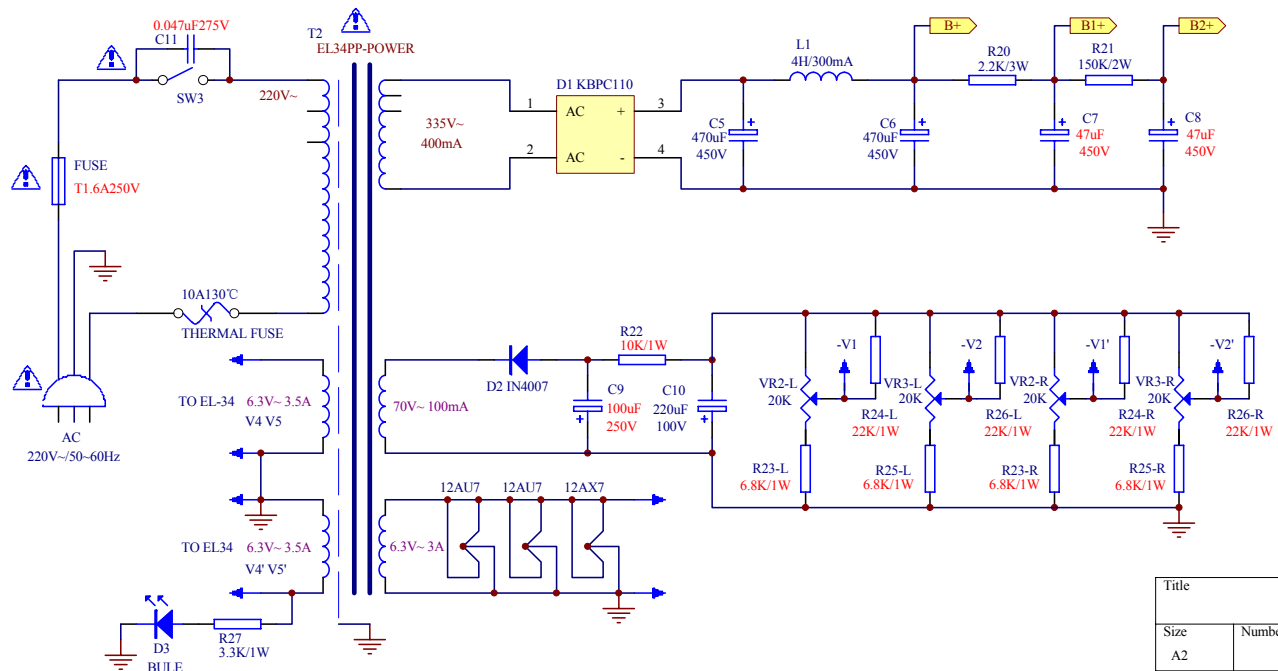 0.047uF275V
C11
SW3
T2
EL34PP-POWER
220V~
335V~
400mA
D1 KBPC110
1
2
AC
AC
+
-
3
4
L1
4H/300mA
B+
B1+
B2+
R20
2.2K/3W
R21
150K/2W
C5
470uF
450V
+
C6
470uF
450V
+
C7
47uF
450V
+
C8
47uF
450V
+
FUSE
T1.6A250V
10A130℃
THERMAL FUSE
AC
220V~/50~60Hz
TO EL-34
6.3V~ 3.5A
V4 V5
70V~ 100mA
D2 IN4007
R22
10K/1W
C9
100uF
250V
+
C10
220uF
100V
+
-V1
VR2-L
20K
R24-L
22K/1W
R23-L
6.8K/1W
-V2
VR3-L
20K
R26-L
22K/1W
R25-L
6.8K/1W
-V1'
VR2-R
20K
R24-R
22K/1W
R23-R
6.8K/1W
-V2'
VR3-R
20K
R26-R
22K/1W
R25-R
6.8K/1W
TO EL34
6.3V~ 3.5A
V4' V5'
6.3V~ 3A
12AU7
12AU7
12AX7
D3
BULE
R27
3.3K/1W
Title
Size
A2
Numbe